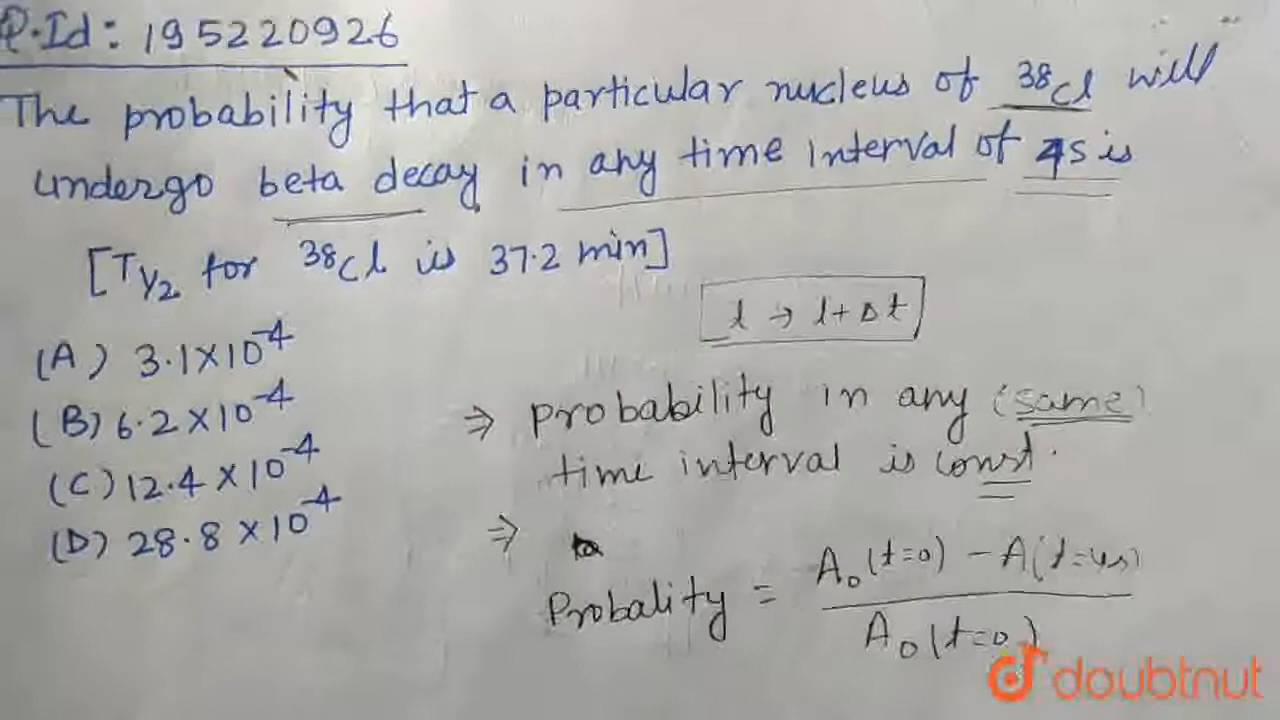 Q.Id: 195220926
The probability that a particular nucleus of ³⁸Cl will
undergo beta decay in any time interval of 4s is
[T½ for ³⁸Cl is 37.2 min]
(A) 3.1×10⁻⁴
(B) 6.2×10⁻⁴
(C) 12.4×10⁻⁴
(D) 28.8×10⁻⁴
t → t+Δt
⇒ probability in any (same)
time interval is const.
⇒
Probality = A₀(t=0) – A(t=4s)
A₀(t=0)
doubtnut